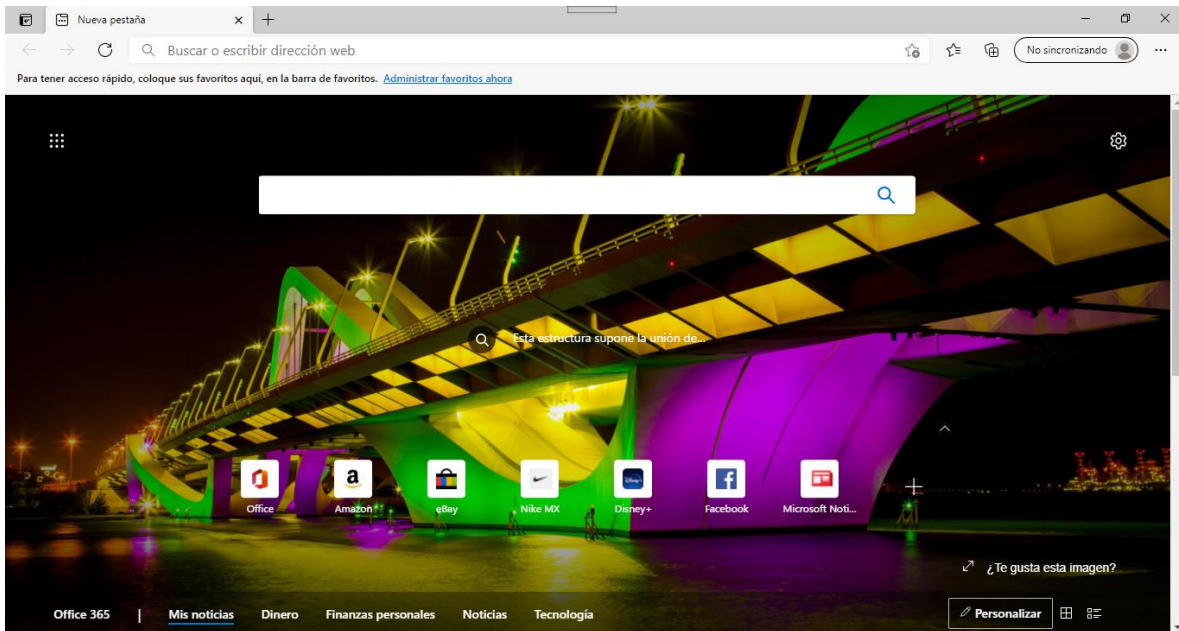 Nueva pestaña
Buscar o escribir dirección web
No sincronizando
Para tener acceso rápido, coloque sus favoritos aquí, en la barra de favoritos. Administrar favoritos ahora
Esta estructura supone la unión de...
Office
Amazon
eBay
Nike MX
Disney+
Facebook
Microsoft Noti...
¿Te gusta esta imagen?
Office 365 | Mis noticias Dinero Finanzas personales Noticias Tecnología
Personalizar